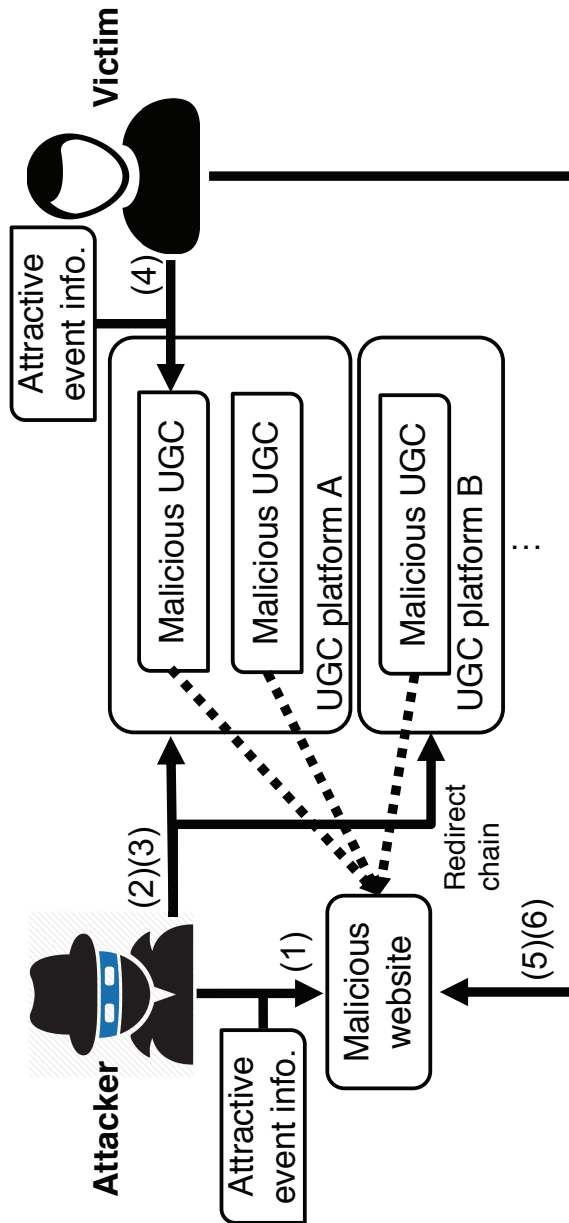 Attacker
Victim
Attractive
event info.
(1)
(2)(3)
Attractive
event info.
(4)
Malicious UGC
Malicious UGC
UGC platform A
Malicious UGC
UGC platform B
…
Malicious
website
Redirect
chain
(5)(6)